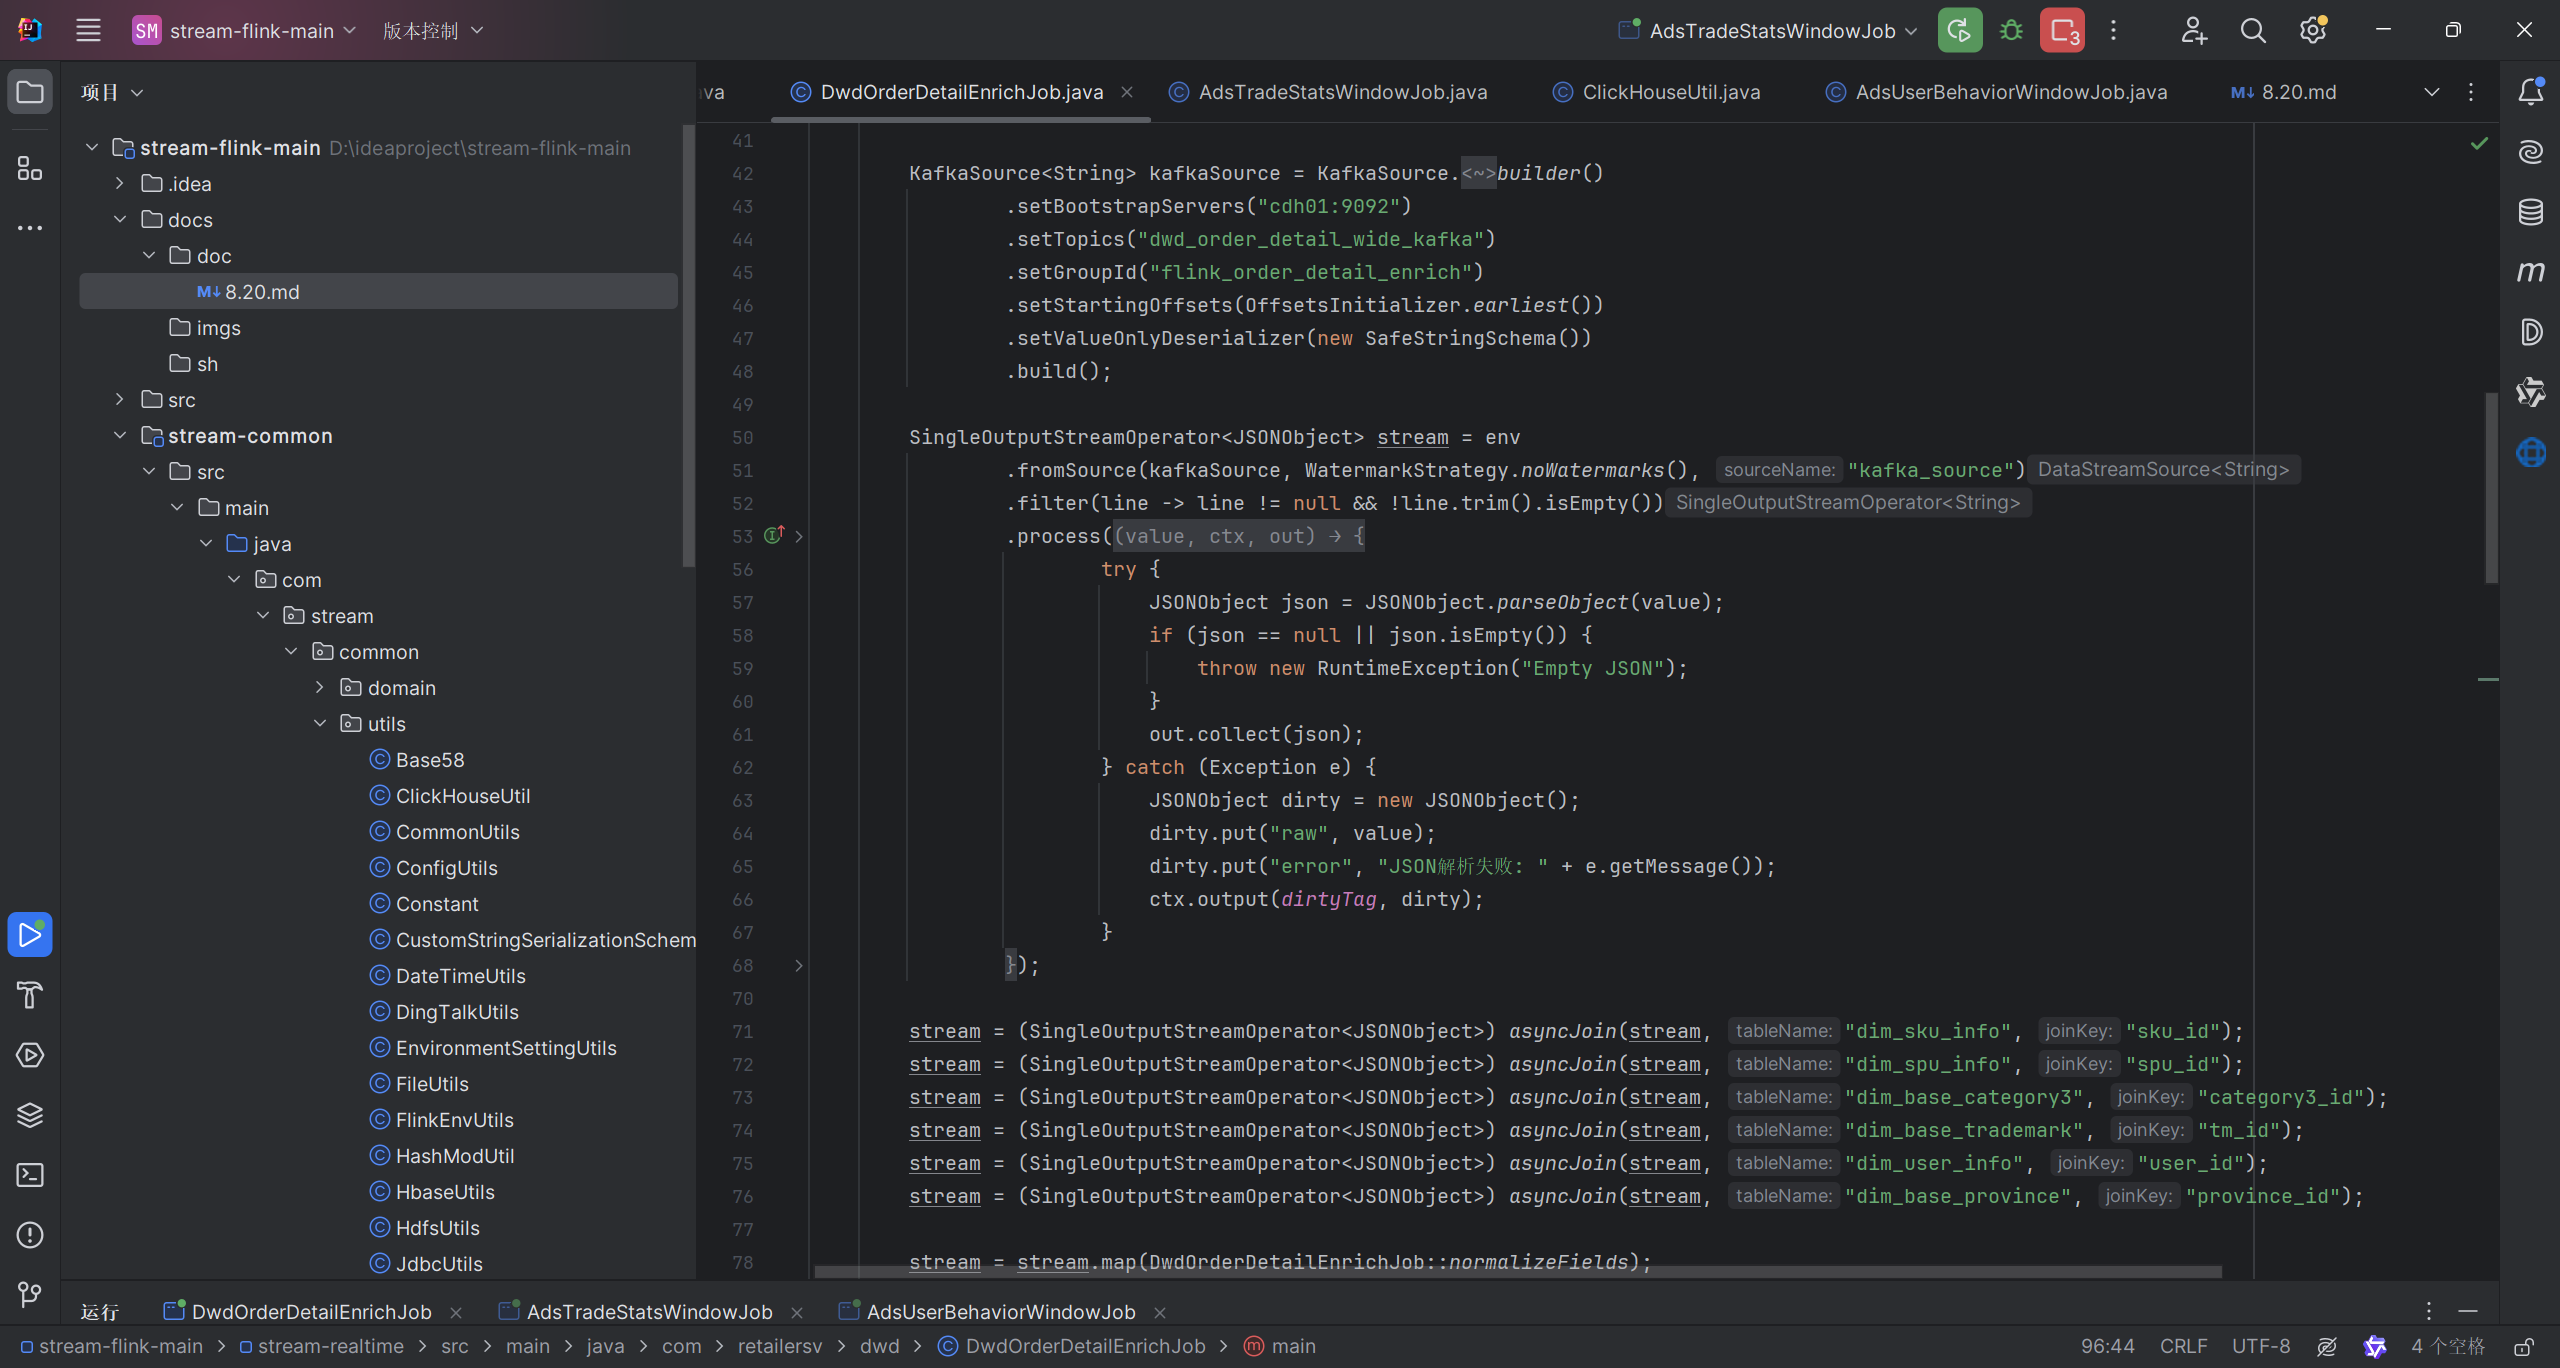 SM stream-flink-main 版本控制 AdsTradeStatsWindowJob 3
项目
va DwdOrderDetailEnrichJob.java AdsTradeStatsWindowJob.java ClickHouseUtil.java AdsUserBehaviorWindowJob.java 8.20.md
stream-flink-main D:\ideaproject\stream-flink-main
.idea
docs
doc
8.20.md
imgs
sh
src
stream-common
src
main
java
com
stream
common
domain
utils
Base58
ClickHouseUtil
CommonUtils
ConfigUtils
Constant
CustomStringSerializationSchem
DateTimeUtils
DingTalkUtils
EnvironmentSettingUtils
FileUtils
FlinkEnvUtils
HashModUtil
HbaseUtils
HdfsUtils
JdbcUtils
41
42 KafkaSource<String> kafkaSource = KafkaSource.<~>builder()
43 .setBootstrapServers("cdh01:9092")
44 .setTopics("dwd_order_detail_wide_kafka")
45 .setGroupId("flink_order_detail_enrich")
46 .setStartingOffsets(OffsetsInitializer.earliest())
47 .setValueOnlyDeserializer(new SafeStringSchema())
48 .build();
49
50 SingleOutputStreamOperator<JSONObject> stream = env
51 .fromSource(kafkaSource, WatermarkStrategy.noWatermarks(), sourceName: "kafka_source") DataStreamSource<String>
52 .filter(line -> line != null && !line.trim().isEmpty()) SingleOutputStreamOperator<String>
53 .process((value, ctx, out) → {
56 try {
57 JSONObject json = JSONObject.parseObject(value);
58 if (json == null || json.isEmpty()) {
59 throw new RuntimeException("Empty JSON");
60 }
61 out.collect(json);
62 } catch (Exception e) {
63 JSONObject dirty = new JSONObject();
64 dirty.put("raw", value);
65 dirty.put("error", "JSON解析失败: " + e.getMessage());
66 ctx.output(dirtyTag, dirty);
67 }
68 });
70
71 stream = (SingleOutputStreamOperator<JSONObject>) asyncJoin(stream, tableName: "dim_sku_info", joinKey: "sku_id");
72 stream = (SingleOutputStreamOperator<JSONObject>) asyncJoin(stream, tableName: "dim_spu_info", joinKey: "spu_id");
73 stream = (SingleOutputStreamOperator<JSONObject>) asyncJoin(stream, tableName: "dim_base_category3", joinKey: "category3_id");
74 stream = (SingleOutputStreamOperator<JSONObject>) asyncJoin(stream, tableName: "dim_base_trademark", joinKey: "tm_id");
75 stream = (SingleOutputStreamOperator<JSONObject>) asyncJoin(stream, tableName: "dim_user_info", joinKey: "user_id");
76 stream = (SingleOutputStreamOperator<JSONObject>) asyncJoin(stream, tableName: "dim_base_province", joinKey: "province_id");
77
78 stream = stream.map(DwdOrderDetailEnrichJob::normalizeFields);
运行 DwdOrderDetailEnrichJob AdsTradeStatsWindowJob AdsUserBehaviorWindowJob
stream-flink-main > stream-realtime > src > main > java > com > retailersv > dwd > DwdOrderDetailEnrichJob > main 96:44 CRLF UTF-8 4 个空格